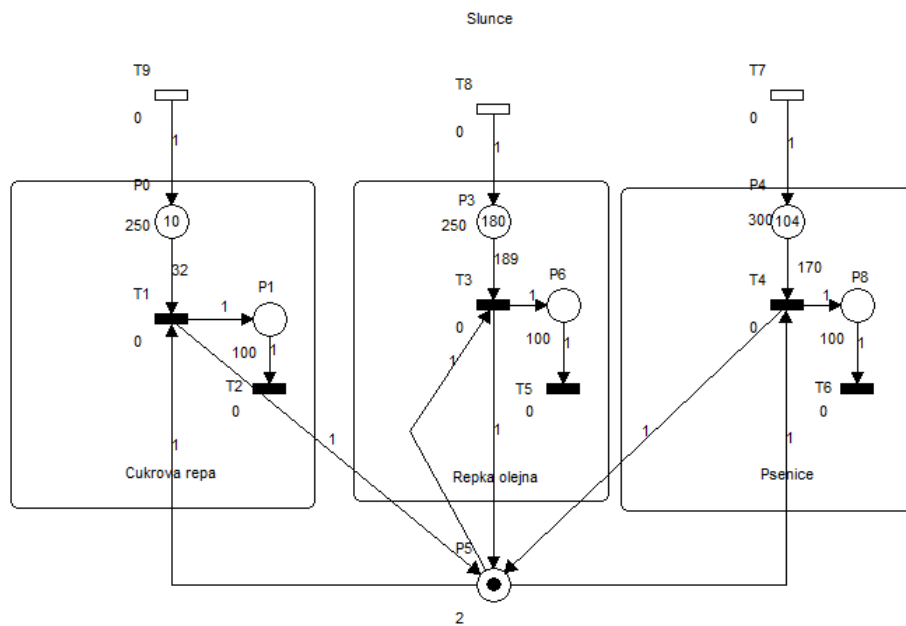 Slunce
T9
T8
T7
0
0
0
1
1
1
P0
P3
P4
250
10
250
180
300
104
32
189
170
T1
P1
T3
P6
T4
P8
1
1
1
0
0
0
100
1
100
1
100
1
1
T2
T5
T6
0
0
0
1
1
1
1
1
Cukrova repa
Repka olejna
Psenice
P5
2